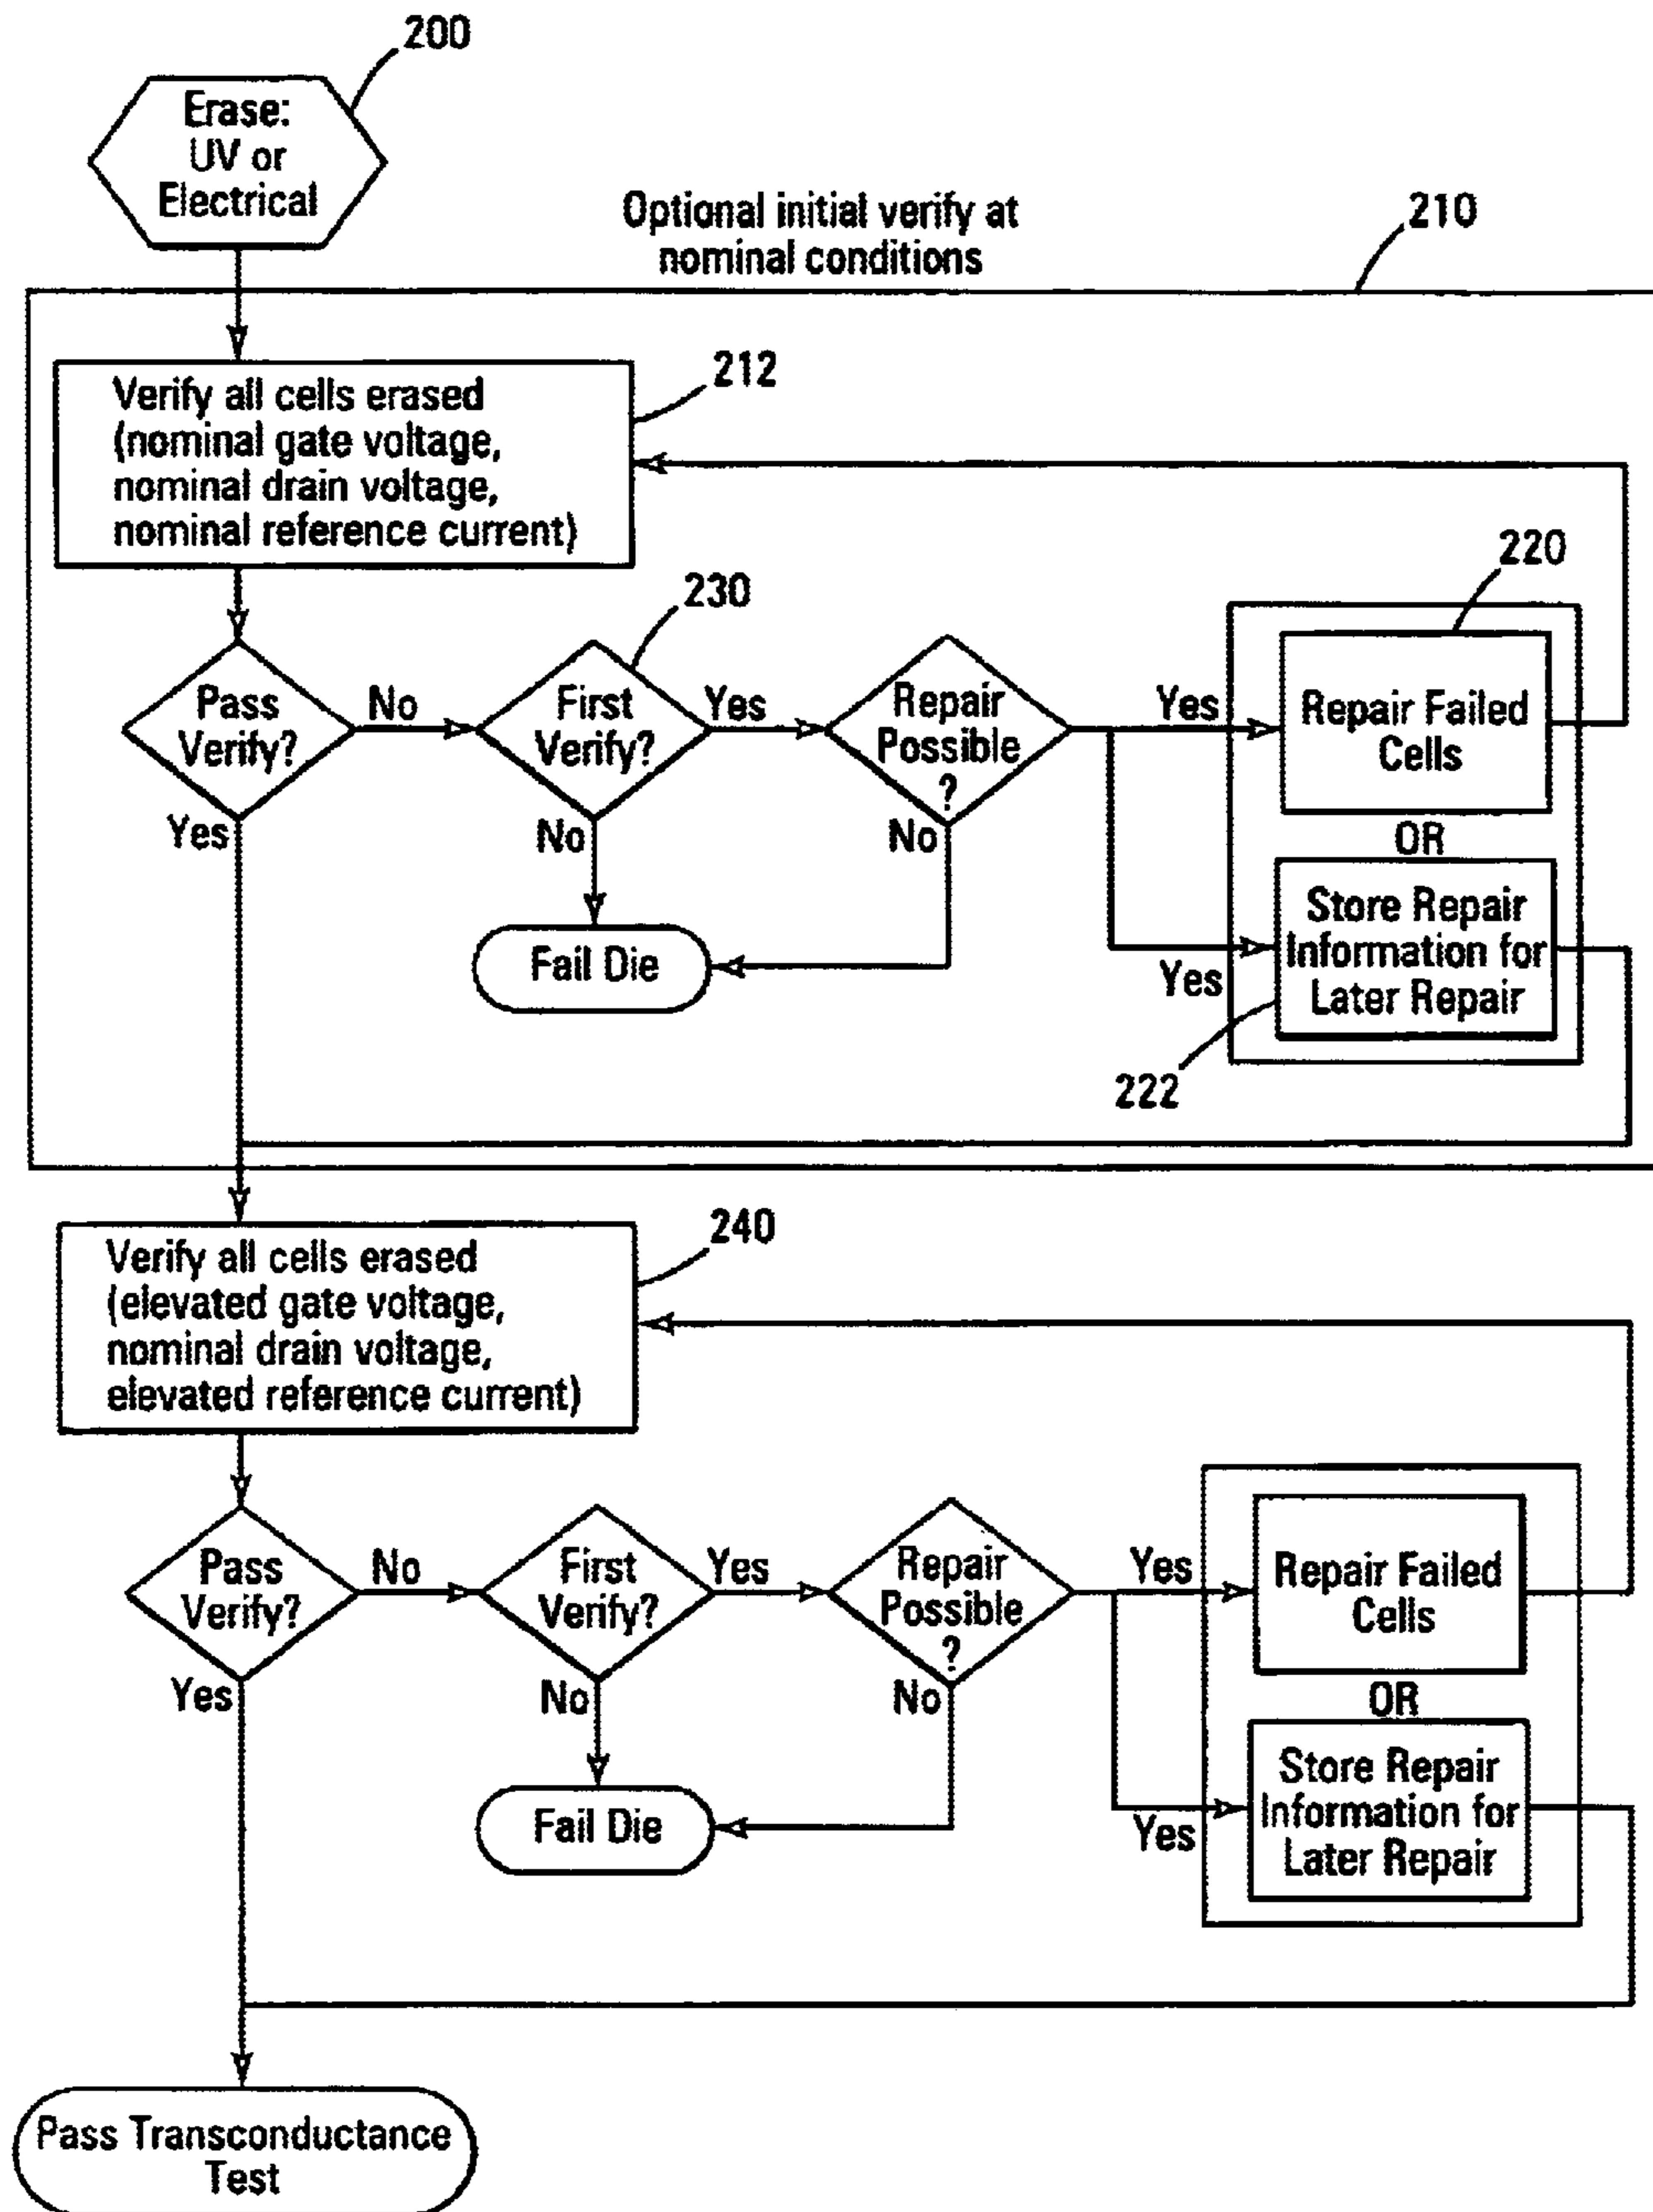 200
Erase:
UV or
Electrical
Optional initial verify at
nominal conditions
210
Verify all cells erased
(nominal gate voltage,
nominal drain voltage,
nominal reference current)
212
230
220
Pass
Verify?
No
First
Verify?
Yes
Repair
Possible
?
Yes
Repair Failed
Cells
Yes
No
No
OR
Fail Die
Yes
Store Repair
Information for
Later Repair
222
Verify all cells erased
(elevated gate voltage,
nominal drain voltage,
elevated reference current)
240
Pass
Verify?
No
First
Verify?
Yes
Repair
Possible
?
Yes
Repair Failed
Cells
Yes
No
No
OR
Fail Die
Yes
Store Repair
Information for
Later Repair
Pass Transconductance
Test